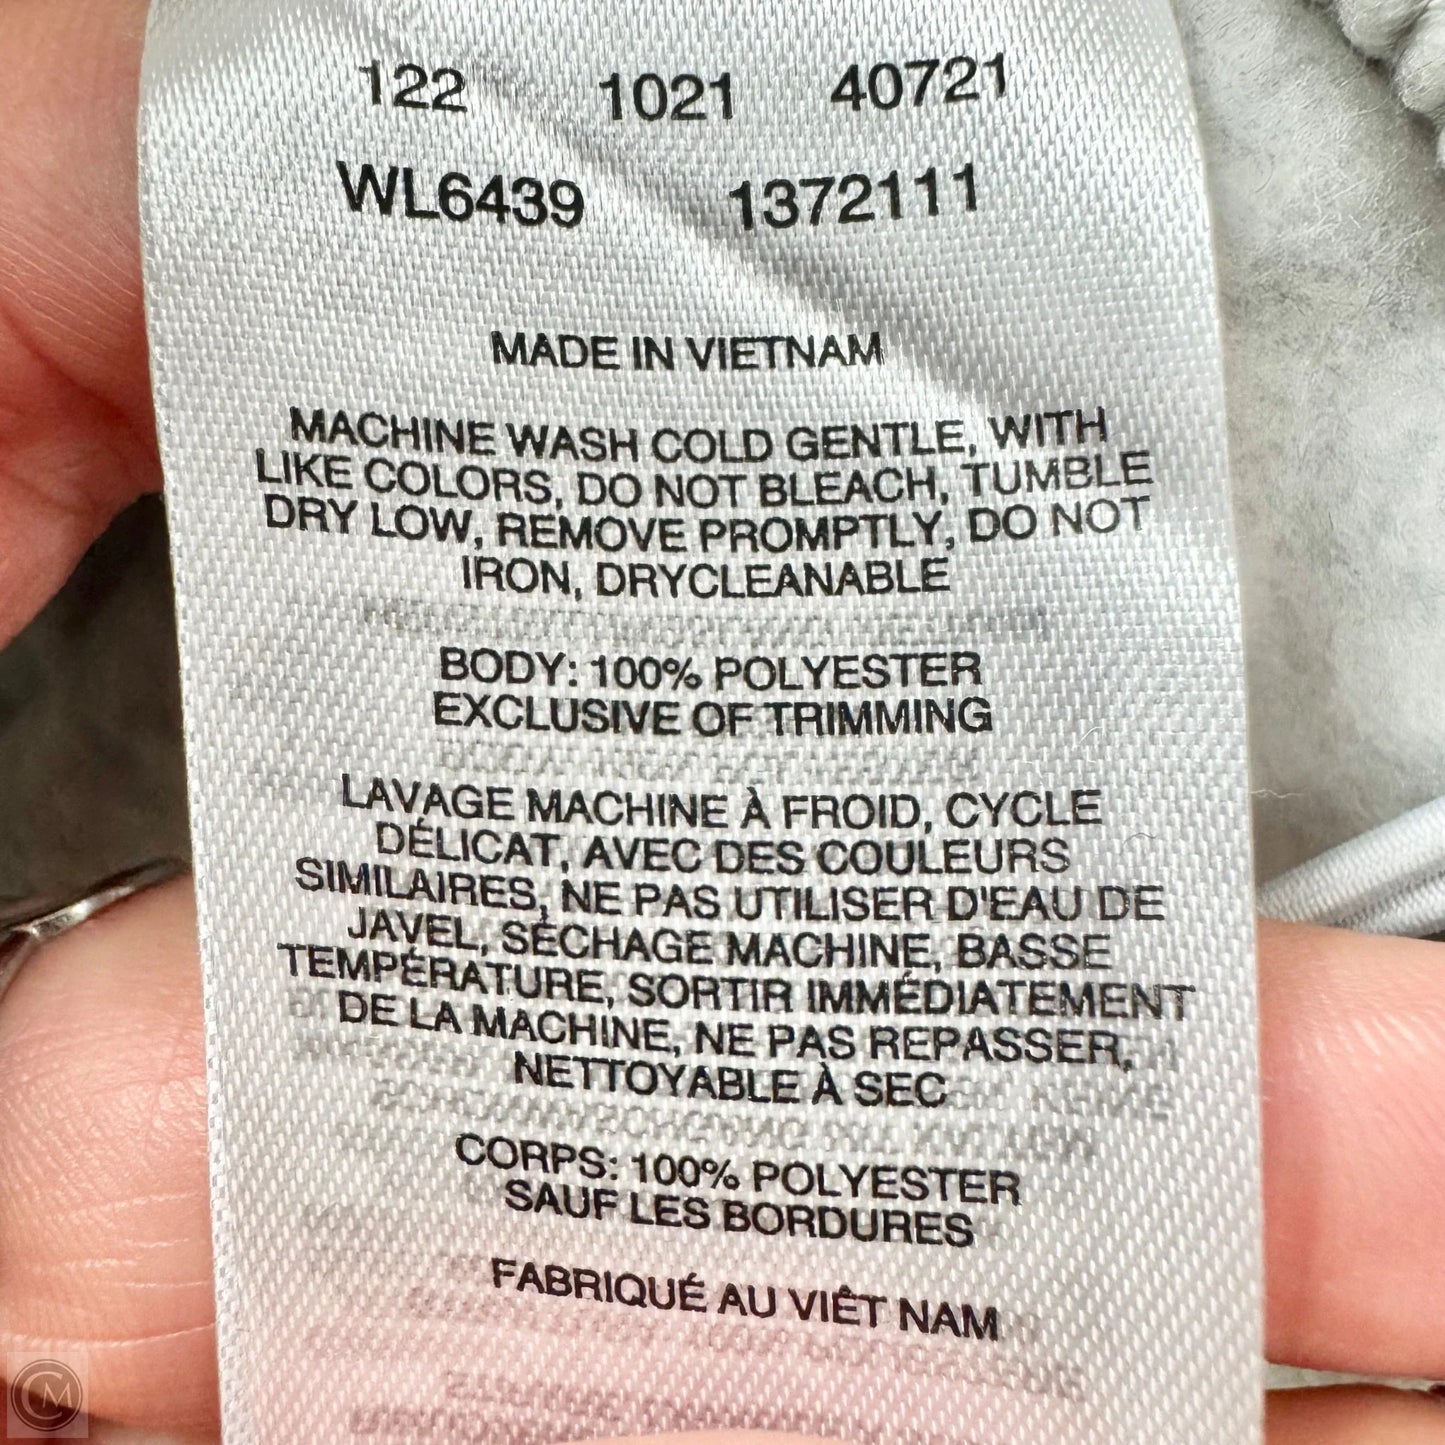 122 1021 40721
WL6439 1372111
MADE IN VIETNAM
MACHINE WASH COLD GENTLE, WITH
LIKE COLORS, DO NOT BLEACH, TUMBLE
DRY LOW, REMOVE PROMPTLY, DO NOT
IRON, DRYCLEANABLE
BODY: 100% POLYESTER
EXCLUSIVE OF TRIMMING
LAVAGE MACHINE À FROID, CYCLE
DÉLICAT, AVEC DES COULEURS
SIMILAIRES, NE PAS UTILISER D'EAU DE
JAVEL, SÉCHAGE MACHINE, BASSE
TEMPÉRATURE, SORTIR IMMÉDIATEMENT
DE LA MACHINE, NE PAS REPASSER,
NETTOYABLE À SEC
CORPS: 100% POLYESTER
SAUF LES BORDURES
FABRIQUÉ AU VIÊT NAM
CM